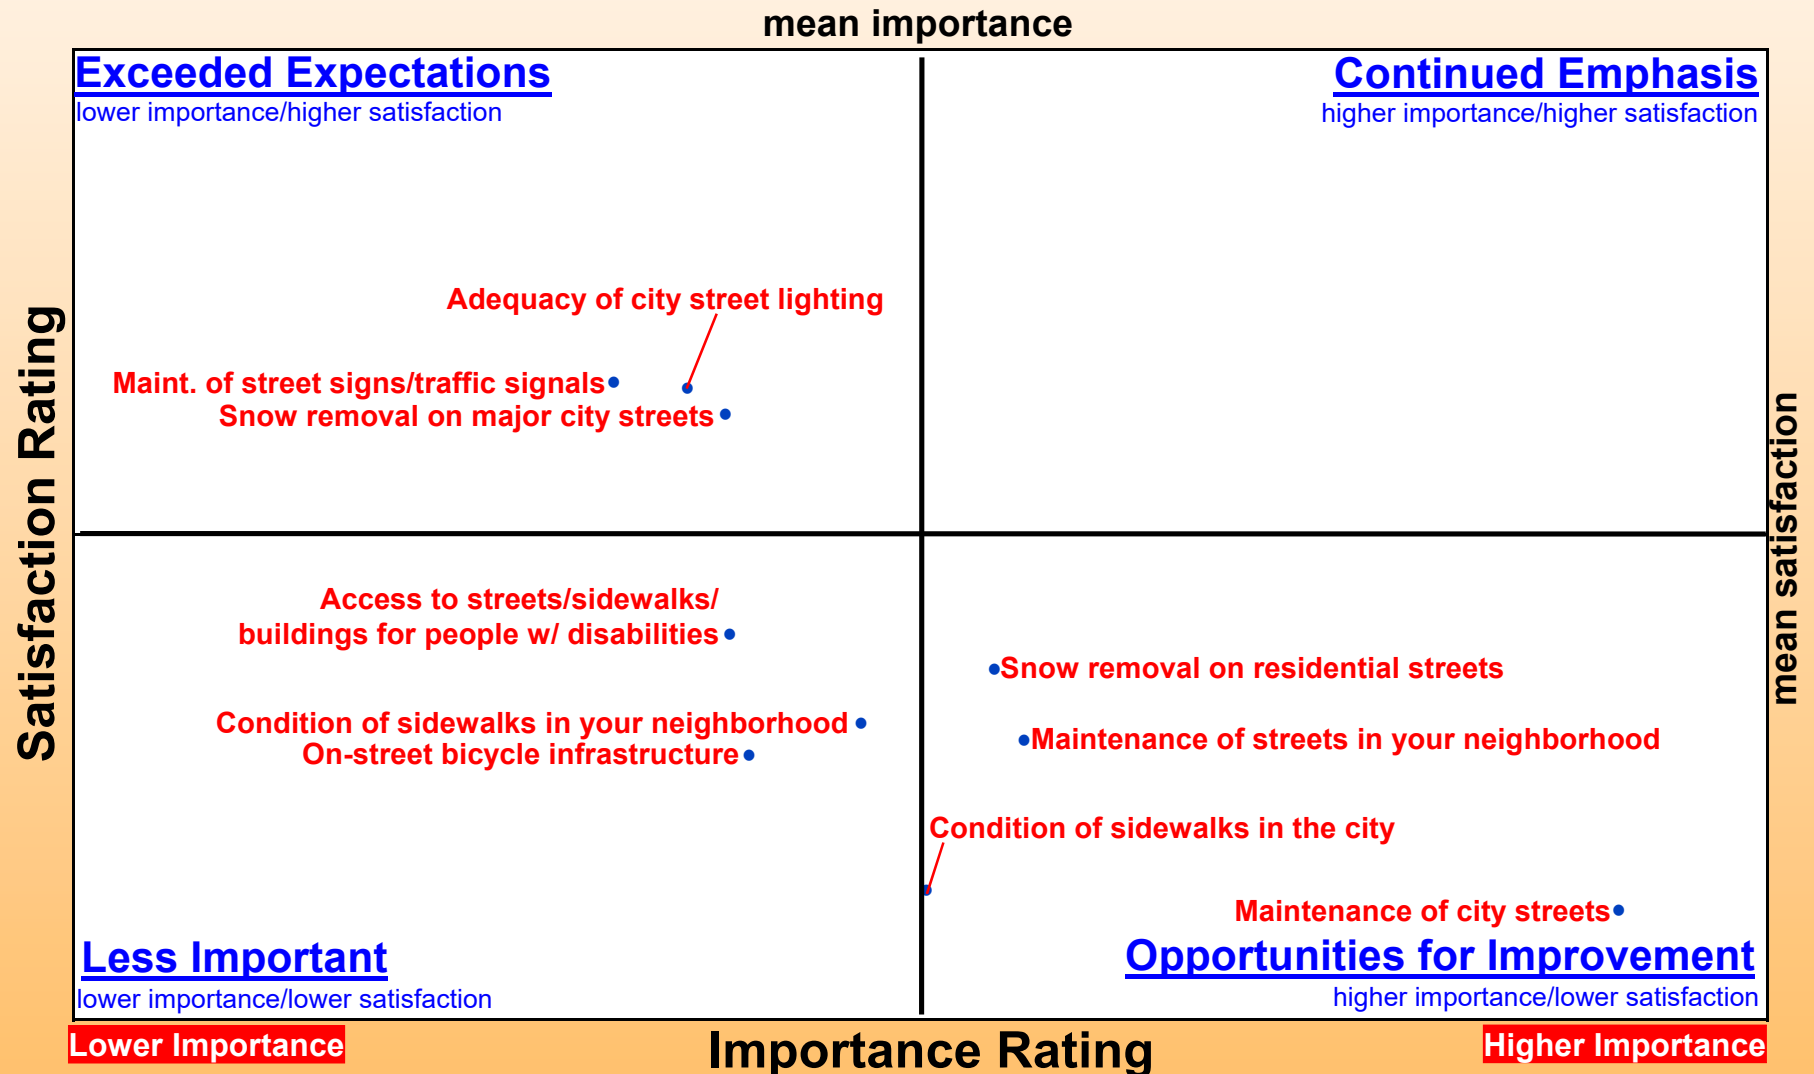 mean importance
Exceeded Expectations
lower importance/higher satisfaction
Continued Emphasis
higher importance/higher satisfaction
Adequacy of city street lighting
Maint. of street signs/traffic signals
Snow removal on major city streets
Satisfaction Rating
mean satisfaction
Access to streets/sidewalks/
buildings for people w/ disabilities
Snow removal on residential streets
Condition of sidewalks in your neighborhood
On-street bicycle infrastructure
Maintenance of streets in your neighborhood
Condition of sidewalks in the city
Maintenance of city streets
Less Important
lower importance/lower satisfaction
Opportunities for Improvement
higher importance/lower satisfaction
Lower Importance
Importance Rating
Higher Importance